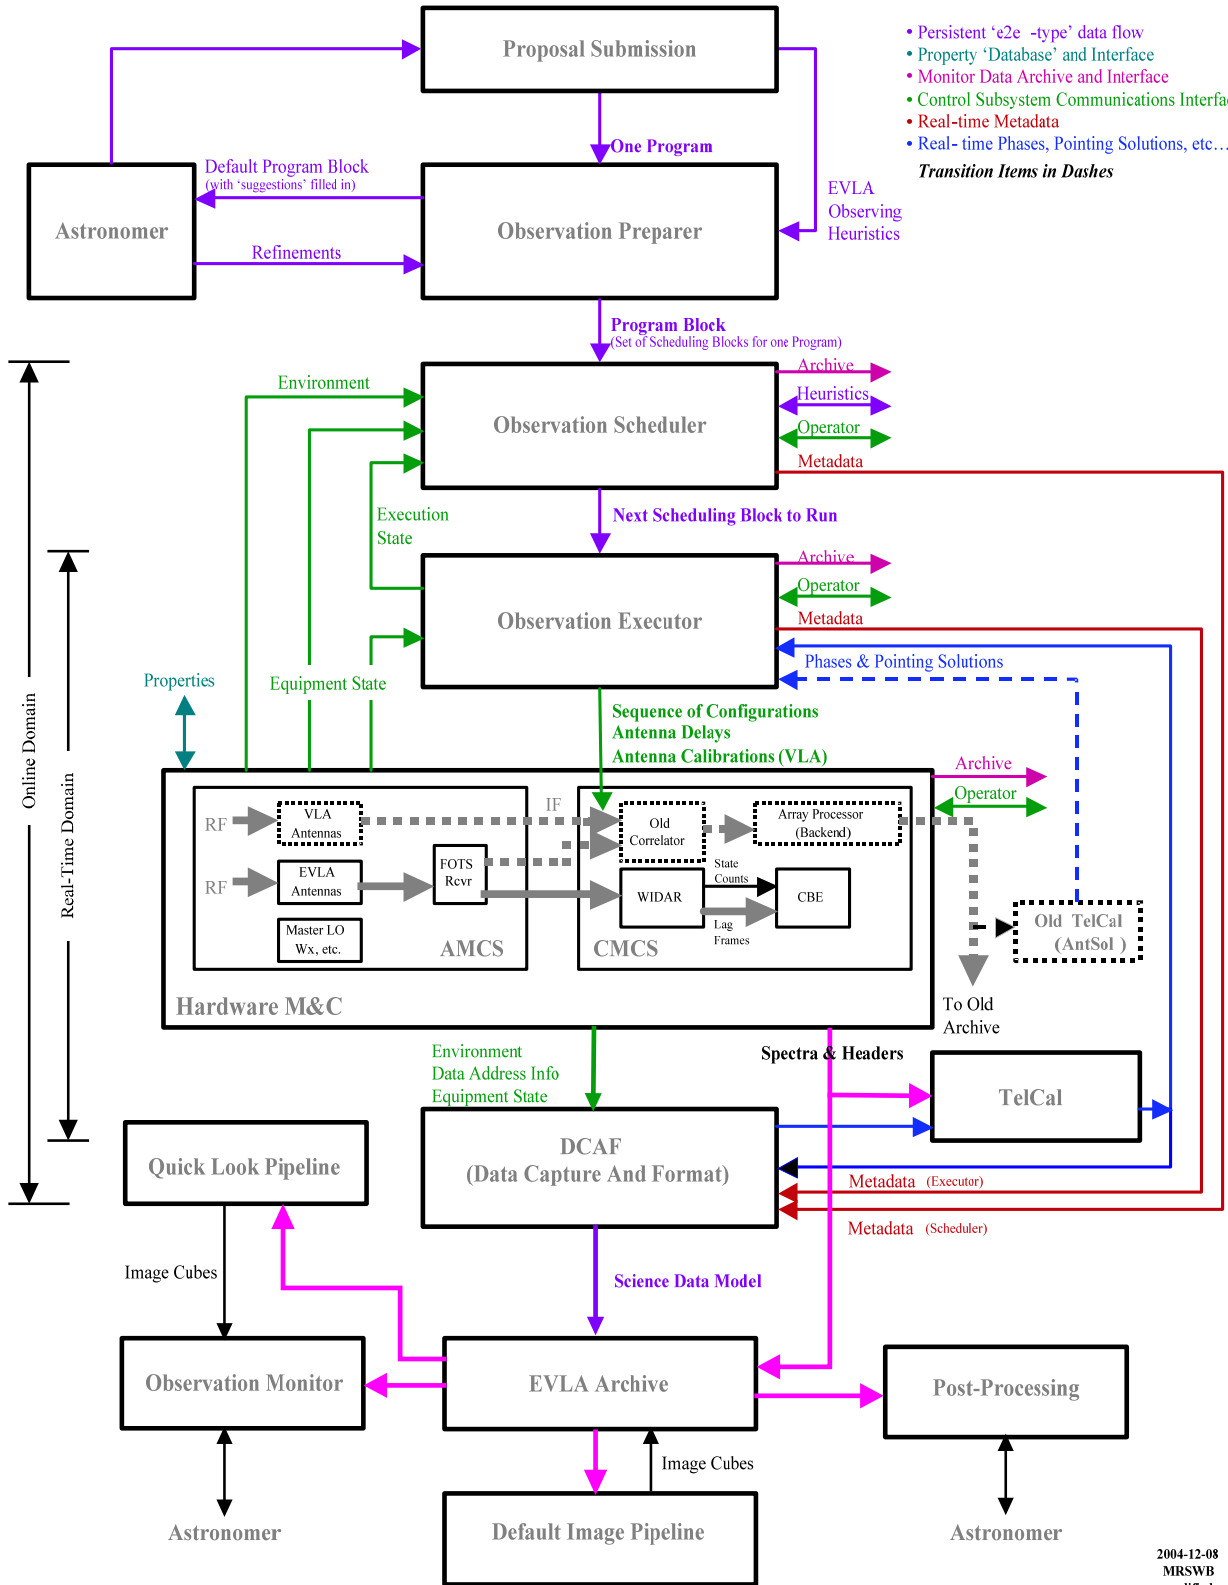 Proposal Submission
• Persistent ‘e2e -type’ data flow
• Property ‘Database’ and Interface
• Monitor Data Archive and Interface
• Control Subsystem Communications Interfa
• Real-time Metadata
• Real- time Phases, Pointing Solutions, etc…
Transition Items in Dashes
One Program
Default Program Block
(with ‘suggestions’ filled in)
Astronomer
Observation Preparer
EVLA
Observing
Heuristics
Refinements
Program Block
(Set of Scheduling Blocks for one Program)
Environment
Observation Scheduler
Archive
Heuristics
Operator
Metadata
Execution
State
Next Scheduling Block to Run
Observation Executor
Archive
Operator
Metadata
Phases & Pointing Solutions
Properties
Equipment State
Sequence of Configurations
Antenna Delays
Antenna Calibrations (VLA)
Online Domain
Real-Time Domain
Archive
Operator
RF
VLA
Antennas
IF
Old
Correlator
Array Processor
(Backend)
RF
EVLA
Antennas
FOTS
Rcvr
WIDAR
State
Counts
CBE
Lag
Frames
Master LO
Wx, etc.
AMCS
CMCS
Old TelCal
(AntSol )
Hardware M&C
To Old
Archive
Environment
Data Address Info
Equipment State
Spectra & Headers
TelCal
DCAF
(Data Capture And Format)
Quick Look Pipeline
Metadata (Executor)
Metadata (Scheduler)
Image Cubes
Science Data Model
Observation Monitor
EVLA Archive
Post-Processing
Image Cubes
Astronomer
Default Image Pipeline
Astronomer
2004-12-08
MRSWB